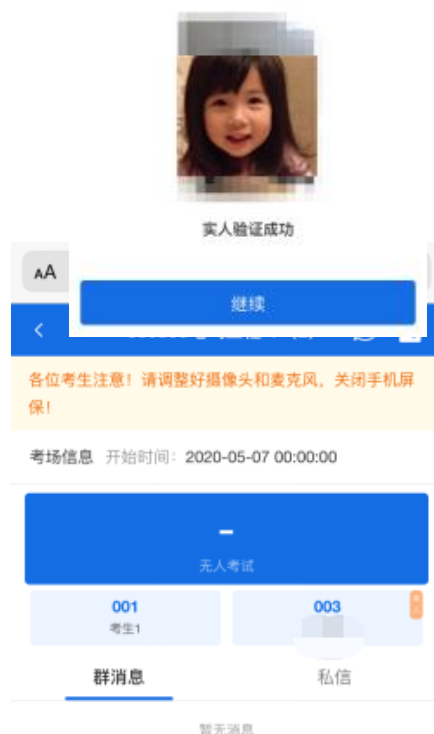 实人验证成功
AA
继续
各位考生注意！请调整好摄像头和麦克风，关闭手机屏
保！
考场信息 开始时间：2020-05-07 00:00:00
-
无人考试
001
003
考生1
本人
群消息
私信
暂无消息